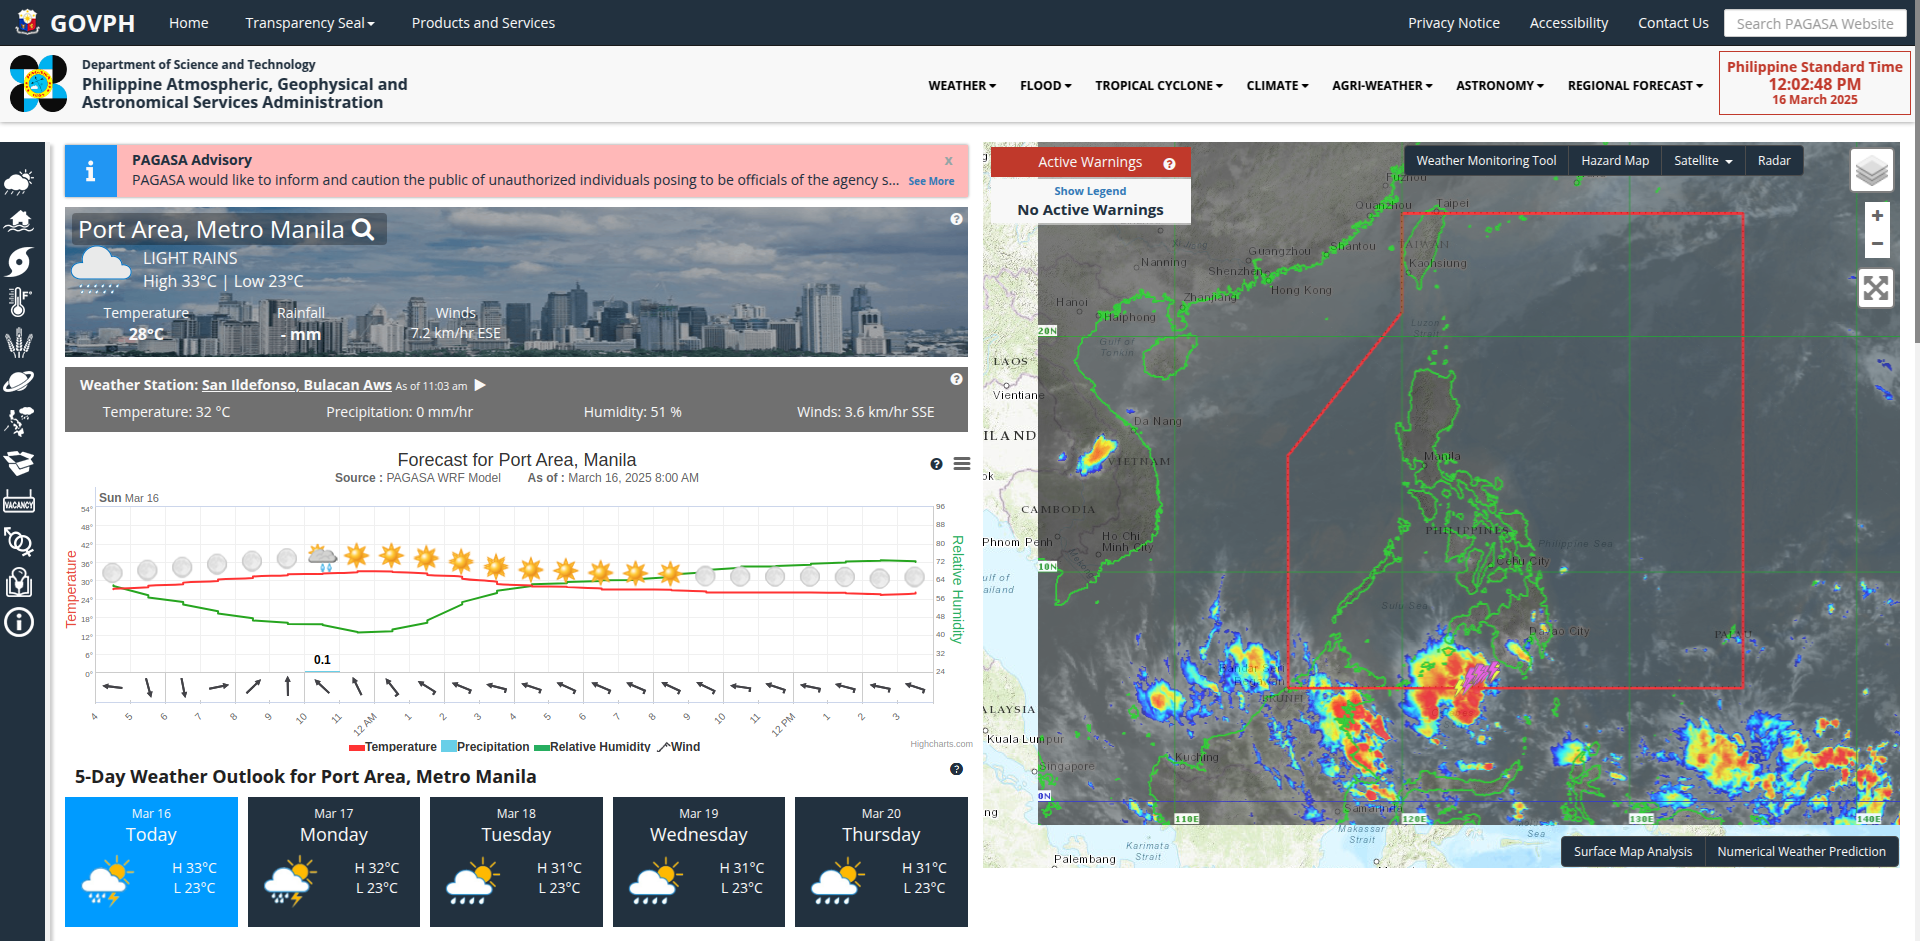 GOVPH
Home
Transparency Seal
Products and Services
Privacy Notice
Accessibility
Contact Us
Search PAGASA Website
Department of Science and Technology
Philippine Atmospheric, Geophysical and
Astronomical Services Administration
WEATHER
FLOOD
TROPICAL CYCLONE
CLIMATE
AGRI-WEATHER
ASTRONOMY
REGIONAL FORECAST
Philippine Standard Time
12:02:48 PM
16 March 2025
VACANCY
PAGASA Advisory
x
PAGASA would like to inform and caution the public of unauthorized individuals posing to be officials of the agency s... See More
Port Area, Metro Manila
LIGHT RAINS
High 33°C | Low 23°C
Temperature
28°C
Rainfall
- mm
Winds
7.2 km/hr ESE
Weather Station: San Ildefonso, Bulacan Aws As of 11:03 am
Temperature: 32 °C
Precipitation: 0 mm/hr
Humidity: 51 %
Winds: 3.6 km/hr SSE
Forecast for Port Area, Manila
Source : PAGASA WRF Model As of : March 16, 2025 8:00 AM
Sun Mar 16
54°
48°
42°
36°
30°
24°
18°
12°
6°
0°
Temperature
96
88
80
72
64
56
48
40
32
24
Relative Humidity
0.1
4 5 6 7 8 9 10 11 12 AM 1 2 3 4 5 6 7 8 9 10 11 12 PM 1 2 3
Temperature Precipitation Relative Humidity Wind
Highcharts.com
5-Day Weather Outlook for Port Area, Metro Manila
Mar 16
Today
H 33°C
L 23°C
Mar 17
Monday
H 32°C
L 23°C
Mar 18
Tuesday
H 31°C
L 23°C
Mar 19
Wednesday
H 31°C
L 23°C
Mar 20
Thursday
H 31°C
L 23°C
Active Warnings
Show Legend
No Active Warnings
Weather Monitoring Tool
Hazard Map
Satellite
Radar
+
−
Fuzhou
Quanzhou
Taipei
TAIWAN
Guangzhou
Shantou
Kaohsiung
Nanning
Shenzhen
Hong Kong
Zhanjiang
Hanoi
Haiphong
20N
Luzon
Strait
Gulf of
Tonkin
LAOS
Vientiane
Da Nang
ILAND
VIETNAM
Manila
ok
CAMBODIA
PHILIPPINES
Philippine Sea
Phnom Penh
Ho Chi
Minh City
Cebu City
10N
ulf of
ailand
Sulu Sea
Davao City
PALAU
Bandar Seri
Begawan
BRUNEI
ALAYSIA
Kuala Lumpur
Kuching
Singapore
0N
Samarinda
ng
110E
120E
130E
140E
Makassar
Strait
Karimata
Strait
Sea
Palembang
Surface Map Analysis
Numerical Weather Prediction